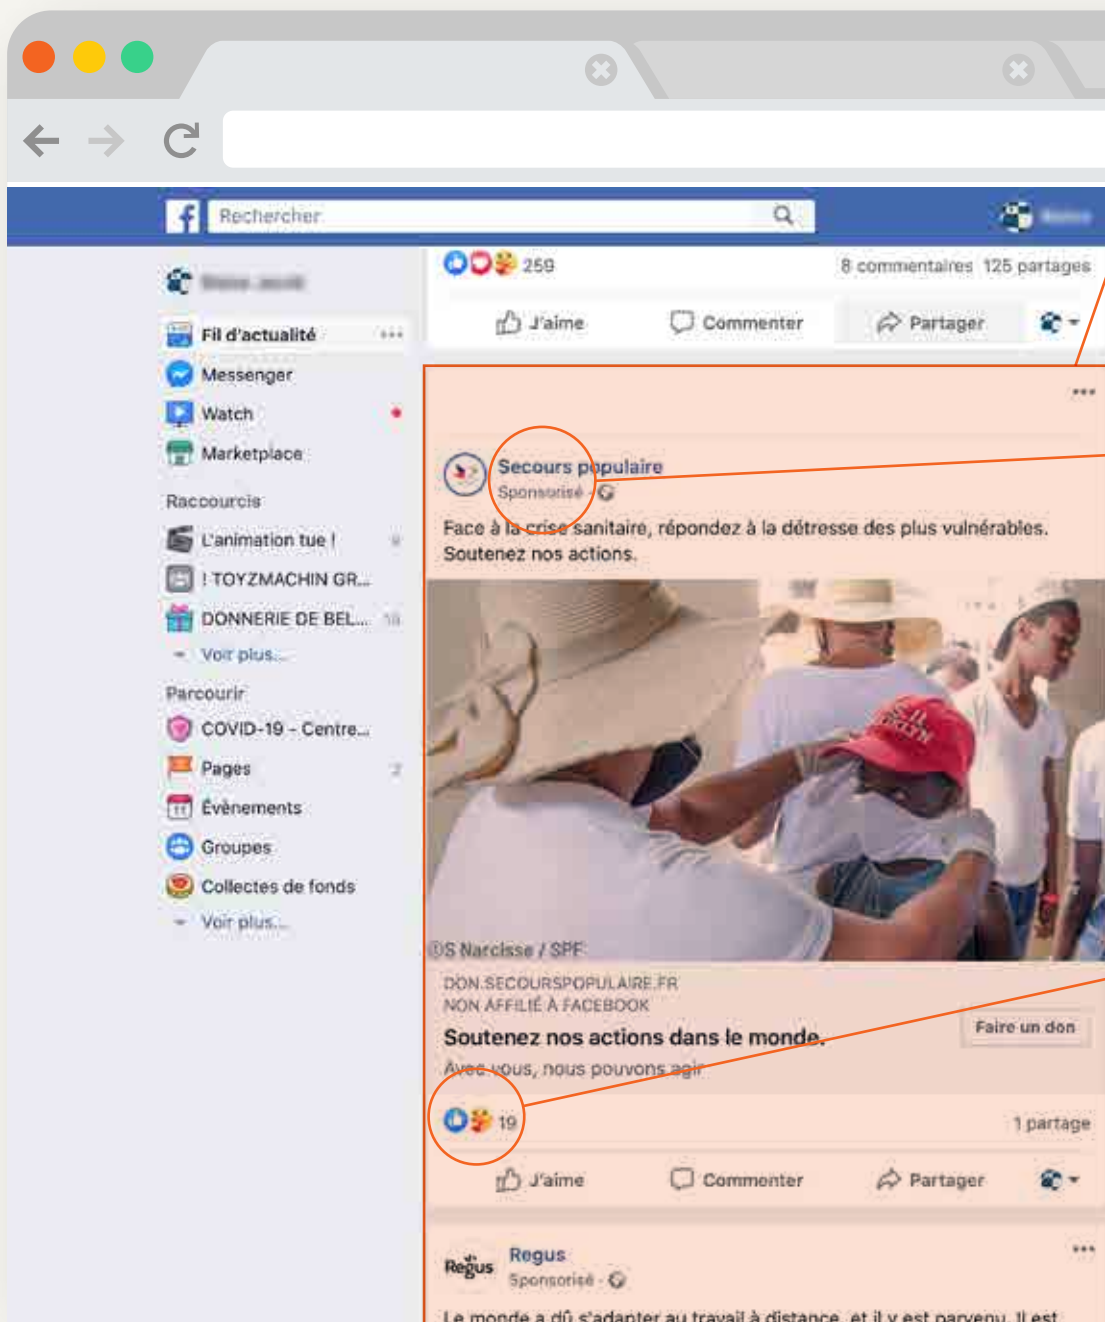 Rechercher
259
8 commentaires 125 partages
J'aime
Commenter
Partager
Fil d'actualité
Messenger
Watch
Marketplace
Raccourcis
L'animation tue !
! TOYZMACHIN GR...
DONNERIE DE BEL...
Voir plus...
Parcourir
COVID-19 - Centre...
Pages 2
Évènements
Groupes
Collectes de fonds
Voir plus...
Secours populaire
Sponsorisé
Face à la crise sanitaire, répondez à la détresse des plus vulnérables.
Soutenez nos actions.
©S Narcisse / SPF
DON.SECOURSPOPULAIRE.FR
NON AFFILIÉ À FACEBOOK
Soutenez nos actions dans le monde.
Faire un don
Avec vous, nous pouvons agir
19
1 partage
J'aime
Commenter
Partager
Regus
Regus
Sponsorisé
Le monde a dû s'adapter au travail à distance, et il y est parvenu. Il est